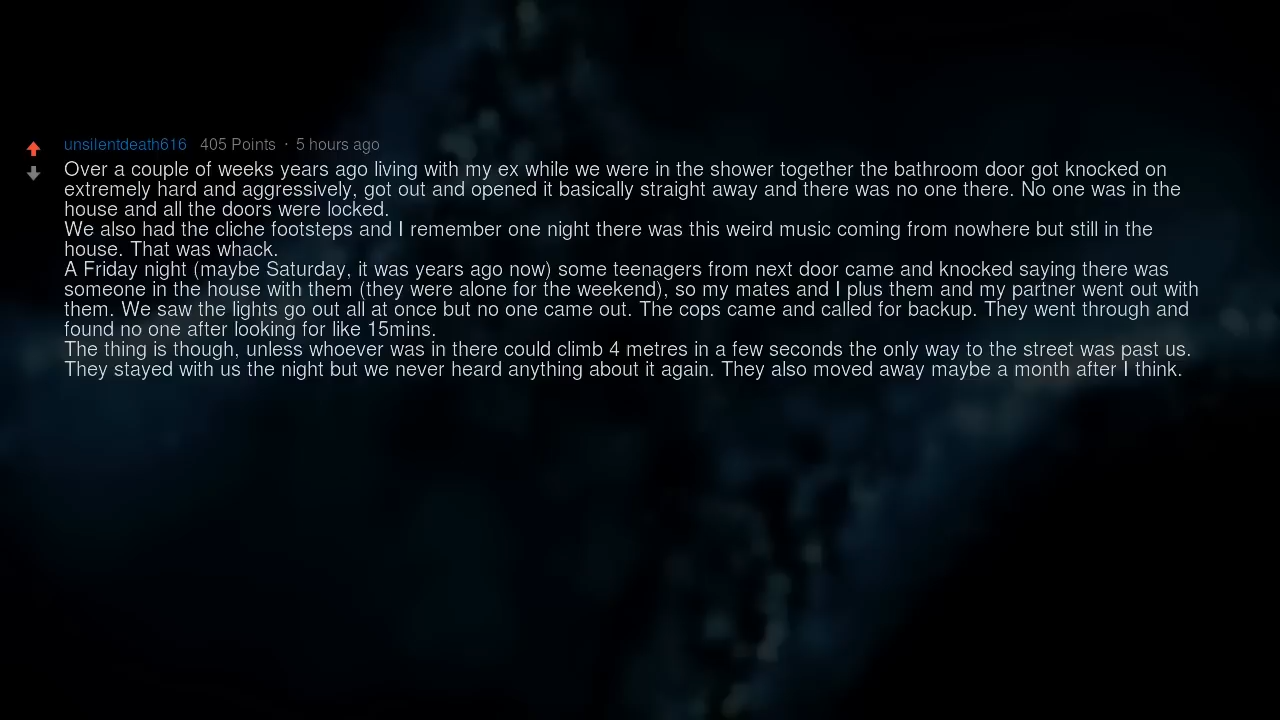 unsilentdeath616 405 Points · 5 hours ago
Over a couple of weeks years ago living with my ex while we were in the shower together the bathroom door got knocked on
extremely hard and aggressively, got out and opened it basically straight away and there was no one there. No one was in the
house and all the doors were locked.
We also had the cliche footsteps and I remember one night there was this weird music coming from nowhere but still in the
house. That was whack.
A Friday night (maybe Saturday, it was years ago now) some teenagers from next door came and knocked saying there was
someone in the house with them (they were alone for the weekend), so my mates and I plus them and my partner went out with
them. We saw the lights go out all at once but no one came out. The cops came and called for backup. They went through and
found no one after looking for like 15mins.
The thing is though, unless whoever was in there could climb 4 metres in a few seconds the only way to the street was past us.
They stayed with us the night but we never heard anything about it again. They also moved away maybe a month after I think.